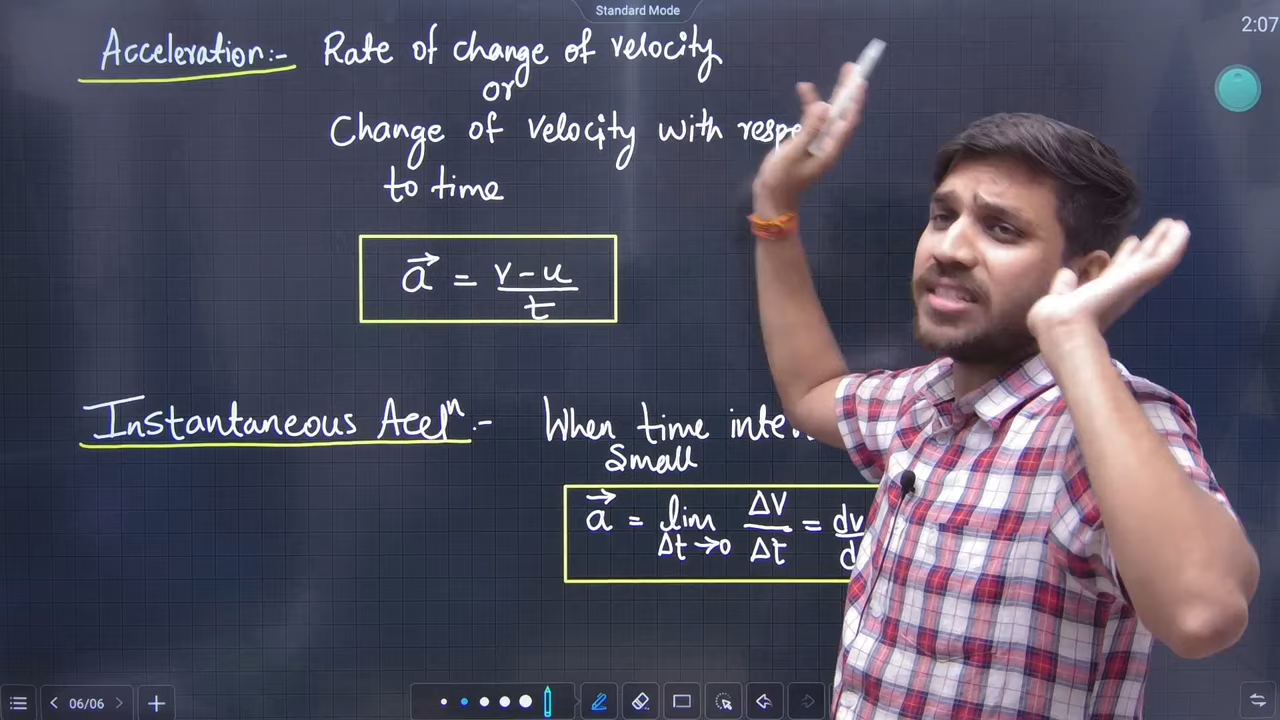 Standard Mode
2:07
Acceleration:- Rate of change of velocity
or
Change of velocity with respe
to time
a⃗ = v-u/t
Instantaneous Accelⁿ:- When time inter
Small
a⃗ = lim Δt→0 ΔV/Δt = dv/d
06/06